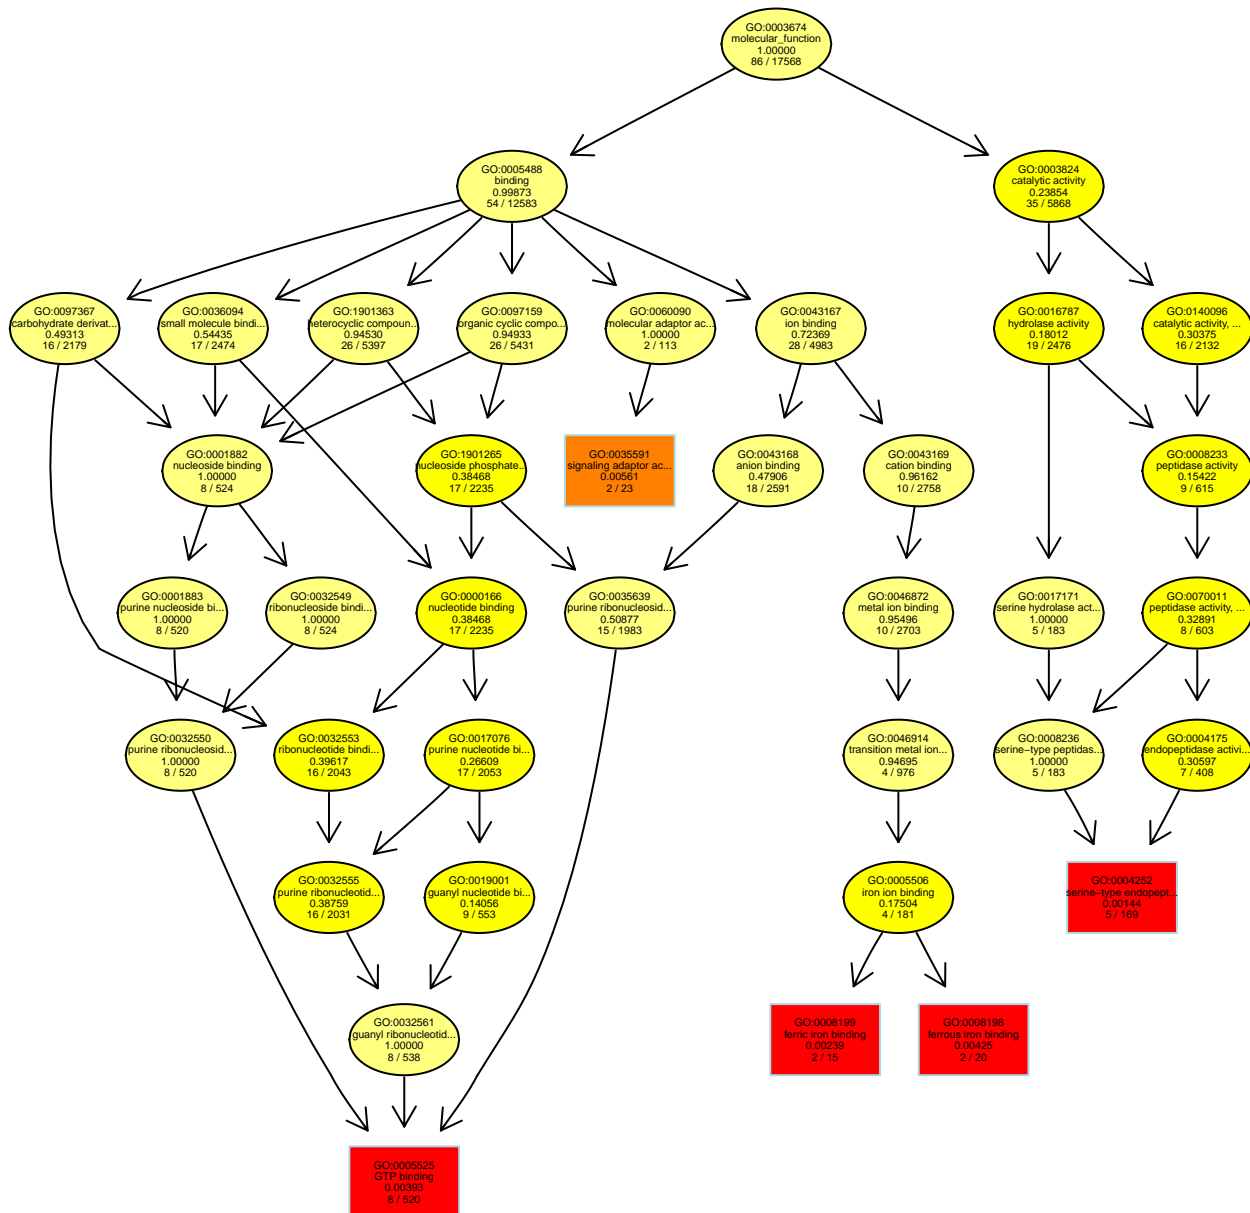 GO:0003674
molecular_function
1.00000
86 / 17568
GO:0005488
binding
0.99873
54 / 12583
GO:0003824
catalytic activity
0.23854
35 / 5868
GO:0097367
carbohydrate derivat...
0.49313
16 / 2179
GO:0036094
small molecule bindi...
0.54435
17 / 2474
GO:1901363
heterocyclic compoun...
0.94530
26 / 5397
GO:0097159
organic cyclic compo...
0.94933
26 / 5431
GO:0060090
molecular adaptor ac...
1.00000
2 / 113
GO:0043167
ion binding
0.72369
28 / 4983
GO:0016787
hydrolase activity
0.18012
19 / 2476
GO:0140096
catalytic activity, ...
0.30375
16 / 2132
GO:0001882
nucleoside binding
1.00000
8 / 524
GO:1901265
nucleoside phosphate...
0.38468
17 / 2235
GO:0035591
signaling adaptor ac...
0.00561
2 / 23
GO:0043168
anion binding
0.47906
18 / 2591
GO:0043169
cation binding
0.96162
10 / 2758
GO:0008233
peptidase activity
0.15422
9 / 615
GO:0001883
purine nucleoside bi...
1.00000
8 / 520
GO:0032549
ribonucleoside bindi...
1.00000
8 / 524
GO:0000166
nucleotide binding
0.38468
17 / 2235
GO:0035639
purine ribonucleosid...
0.50877
15 / 1983
GO:0046872
metal ion binding
0.95496
10 / 2703
GO:0017171
serine hydrolase act...
1.00000
5 / 183
GO:0070011
peptidase activity, ...
0.32891
8 / 603
GO:0032550
purine ribonucleosid...
1.00000
8 / 520
GO:0032553
ribonucleotide bindi...
0.39617
16 / 2043
GO:0017076
purine nucleotide bi...
0.26609
17 / 2053
GO:0046914
transition metal ion...
0.94695
4 / 976
GO:0008236
serine−type peptidas...
1.00000
5 / 183
GO:0004175
endopeptidase activi...
0.30597
7 / 408
GO:0032555
purine ribonucleotid...
0.38759
16 / 2031
GO:0019001
guanyl nucleotide bi...
0.14056
9 / 553
GO:0005506
iron ion binding
0.17504
4 / 181
GO:0004252
serine−type endopept...
0.00144
5 / 169
GO:0032561
guanyl ribonucleotid...
1.00000
8 / 538
GO:0008199
ferric iron binding
0.00239
2 / 15
GO:0008198
ferrous iron binding
0.00425
2 / 20
GO:0005525
GTP binding
0.00393
8 / 520